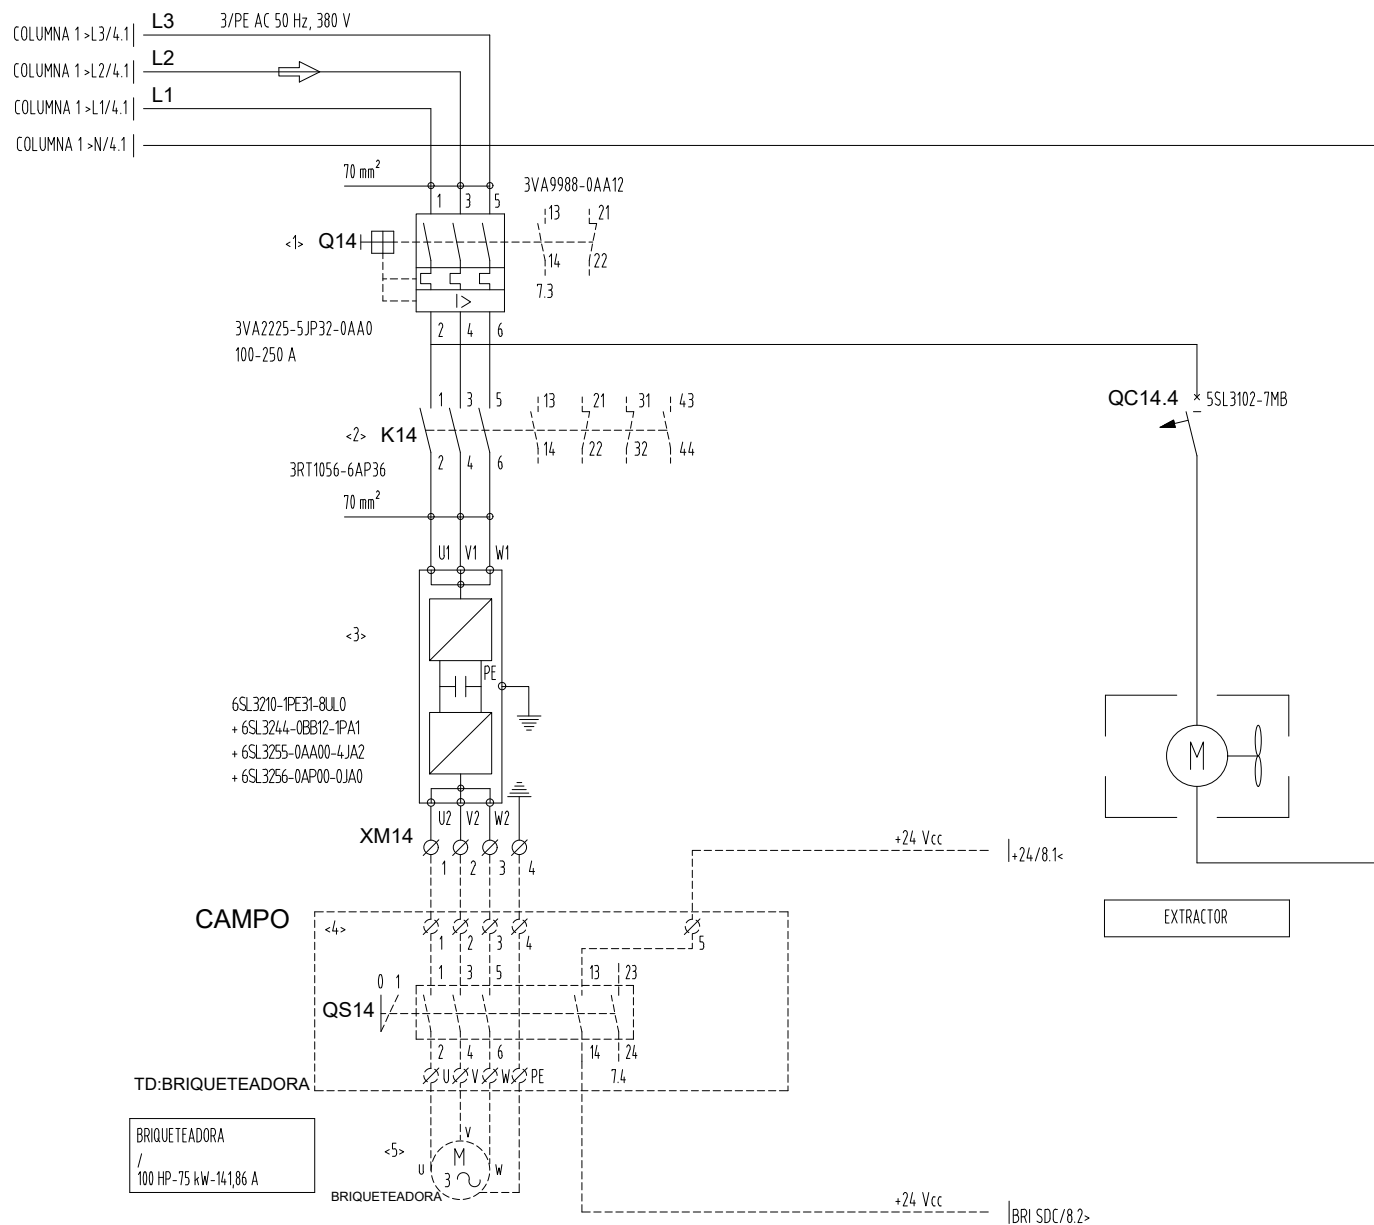 L3 3/PE AC 50 Hz, 380 V
COLUMNA 1 >L3/4.1
L2
COLUMNA 1 >L2/4.1
L1
COLUMNA 1 >L1/4.1
COLUMNA 1 >N/4.1
70 mm²
3VA9988-0AA12
1 3 5 13 21
<1> Q14
14 22
7.3
I>
3VA2225-5JP32-0AA0
100-250 A
2 4 6
QC14.4 5SL3102-7MB
1 3 5 13 21 31 43
<2> K14
2 4 6 14 22 32 44
3RT1056-6AP36
70 mm²
U1 V1 W1
<3>
PE
6SL3210-1PE31-8UL0
+ 6SL3244-0BB12-1PA1
+ 6SL3255-0AA00-4JA2
+ 6SL3256-0AP00-0JA0
M
U2 V2 W2
XM14
1 2 3 4
+24 Vcc
+24/8.1<
EXTRACTOR
CAMPO
<4>
1 2 3 4 5
0 1
1 3 5 13 23
QS14
2 4 6 14 24
U V W PE 7.4
TD:BRIQUETEADORA
BRIQUETEADORA
/
100 HP-75 kW-141,86 A
<5>
V
U M W
3
BRIQUETEADORA
+24 Vcc
BRI SDC/8.2>